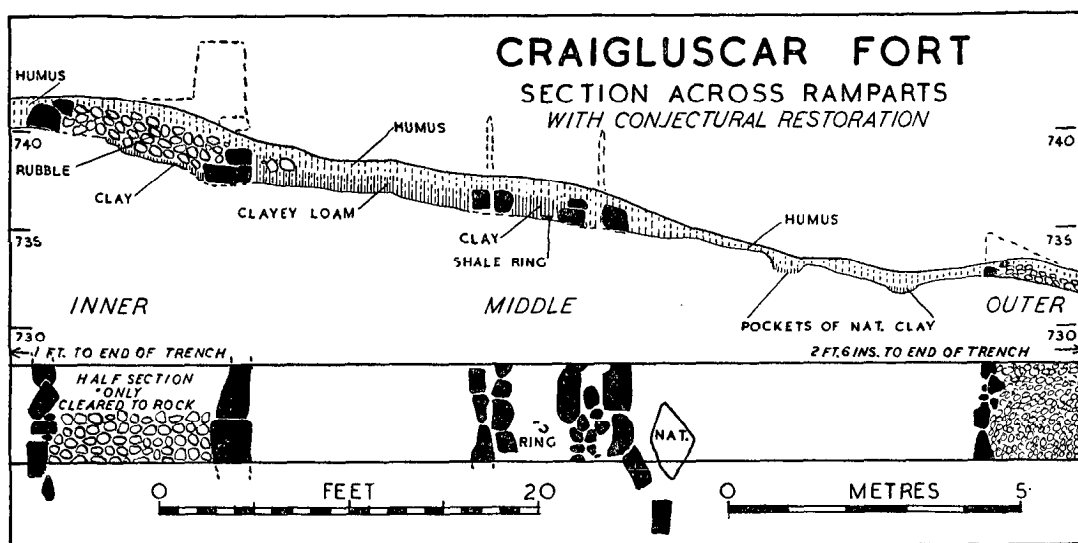 CRAIGLUSCAR FORT
SECTION ACROSS RAMPARTS
WITH CONJECTURAL RESTORATION
HUMUS
740
RUBBLE
CLAY
CLAYEY LOAM
HUMUS
CLAY
SHALE RING
HUMUS
740
735
735
INNER
MIDDLE
OUTER
POCKETS OF NAT. CLAY
730
730
1 FT. TO END OF TRENCH
2 FT, 6 INS. TO END OF TRENCH
HALF SECTION
ONLY
CLEARED TO ROCK
RING
NAT.
0 FEET 20
0 METRES 5